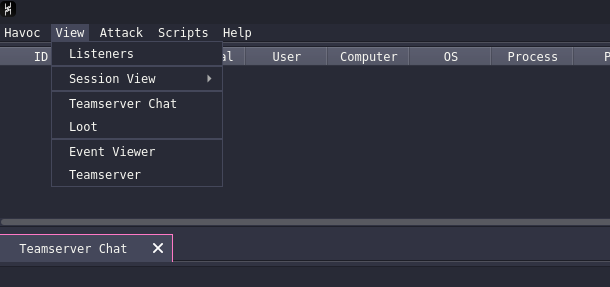 Havoc View Attack Scripts Help
ID al User Computer OS Process P
Listeners
Session View
Teamserver Chat
Loot
Event Viewer
Teamserver
Teamserver Chat